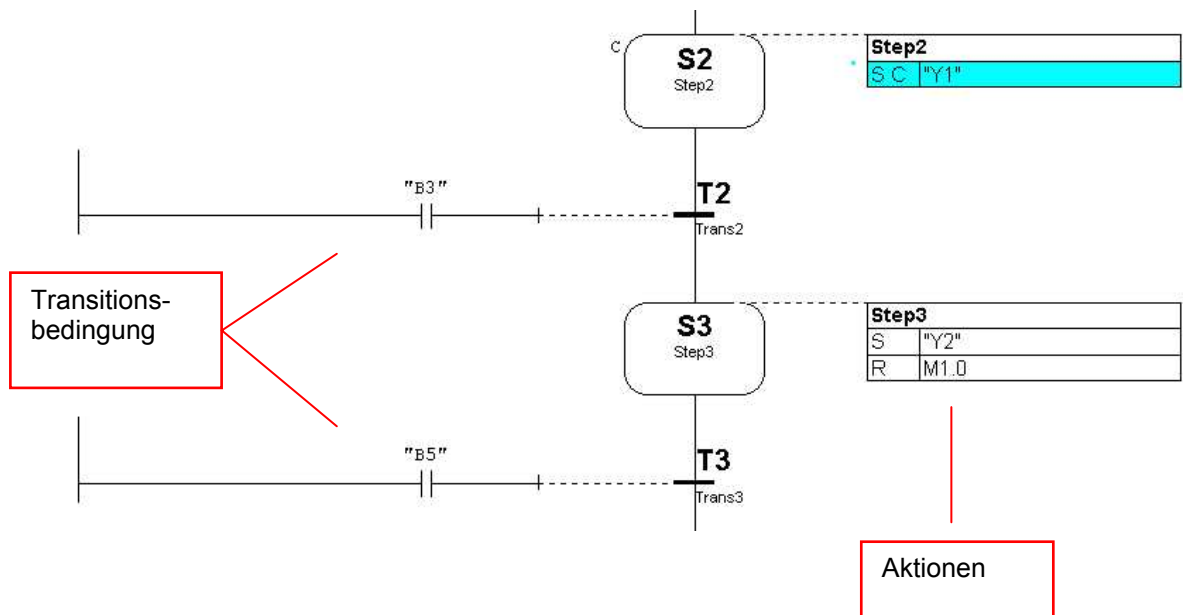 C
S2
Step2
Step2
S C "Y1"
"B3"
T2
Trans2
Transitions-
bedingung
S3
Step3
Step3
S "Y2"
R M1.0
"B5"
T3
Trans3
Aktionen